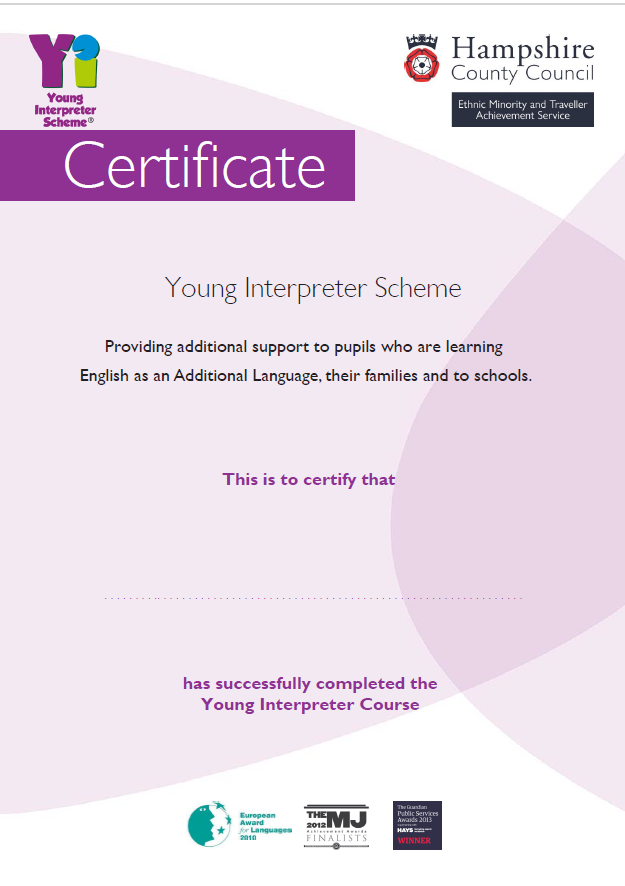 Yi
Young
Interpreter
Scheme®
Hampshire
County Council
Ethnic Minority and Traveller
Achievement Service
Certificate
Young Interpreter Scheme
Providing additional support to pupils who are learning
English as an Additional Language, their families and to schools.
This is to certify that
has successfully completed the
Young Interpreter Course
European
Award
for Languages
2010
THE MJ
2012
Achievement Awards
FINALISTS
The Guardian
Public Services
Awards 2013
HAYS
WINNER